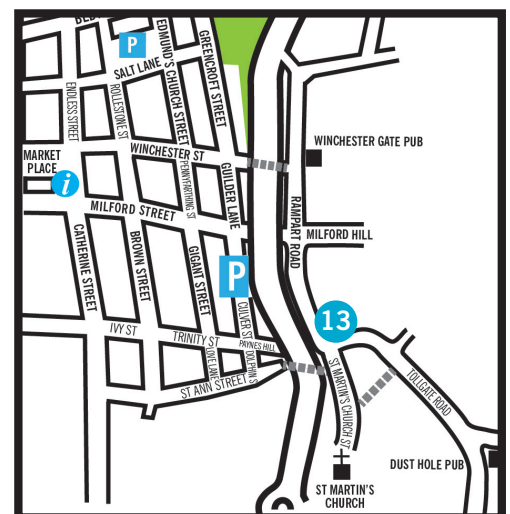 BED
P
SALT LANE
EDMUND'S CHURCH STREET
GREENCROFT STREET
ENDLESS STREET
ROLLESTONE ST
WINCHESTER ST
PENNYFARTHING ST
GUILDER LANE
WINCHESTER GATE PUB
MARKET
PLACE
i
MILFORD STREET
RAMPART ROAD
MILFORD HILL
CATHERINE STREET
BROWN STREET
GIGANT STREET
P
CULVER ST
13
IVY ST
TRINITY ST
PAYNES HILL
LOVE LANE
DOLPHIN S
ST ANN STREET
ST MARTIN'S CHURCH ST
TOLLGATE ROAD
DUST HOLE PUB
ST MARTIN'S
CHURCH